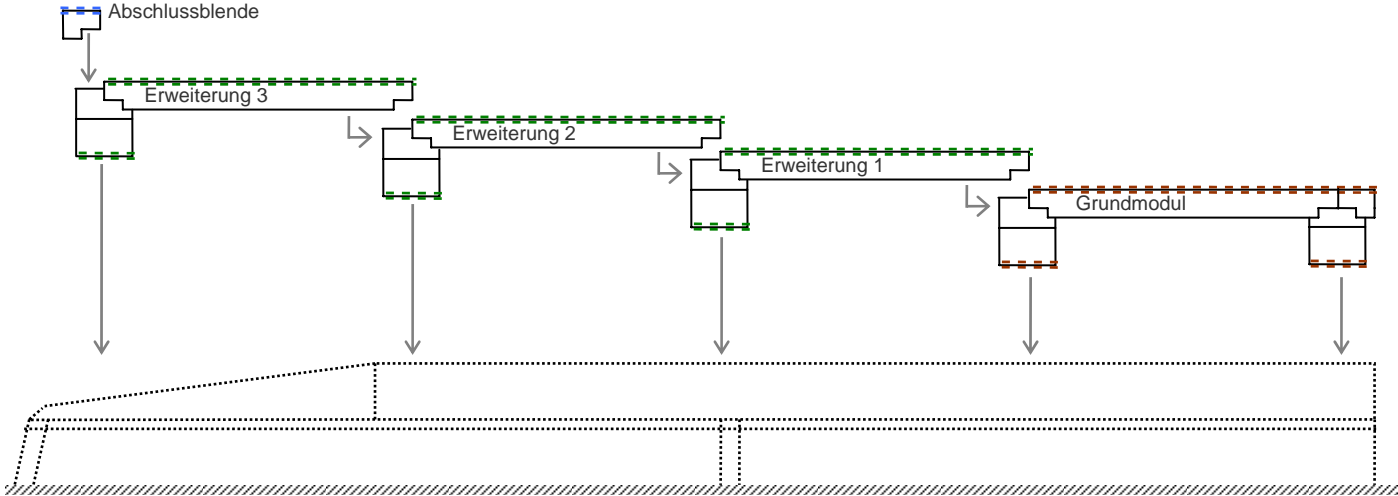 Abschlussblende
Erweiterung 3
Erweiterung 2
Erweiterung 1
Grundmodul